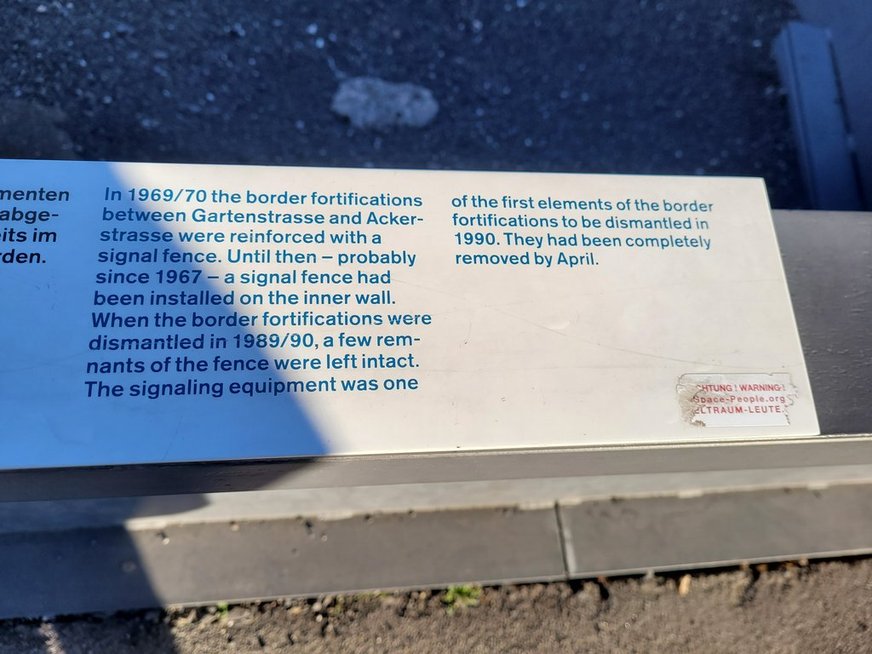 menten
abge-
its im
den.
In 1969/70 the border fortifications
between Gartenstrasse and Acker-
strasse were reinforced with a
signal fence. Until then – probably
since 1967 – a signal fence had
been installed on the inner wall.
When the border fortifications were
dismantled in 1989/90, a few rem-
nants of the fence were left intact.
The signaling equipment was one
of the first elements of the border
fortifications to be dismantled in
1990. They had been completely
removed by April.
HTUNG ! WARNING !
Space-People.org
ELTRAUM-LEUTE.